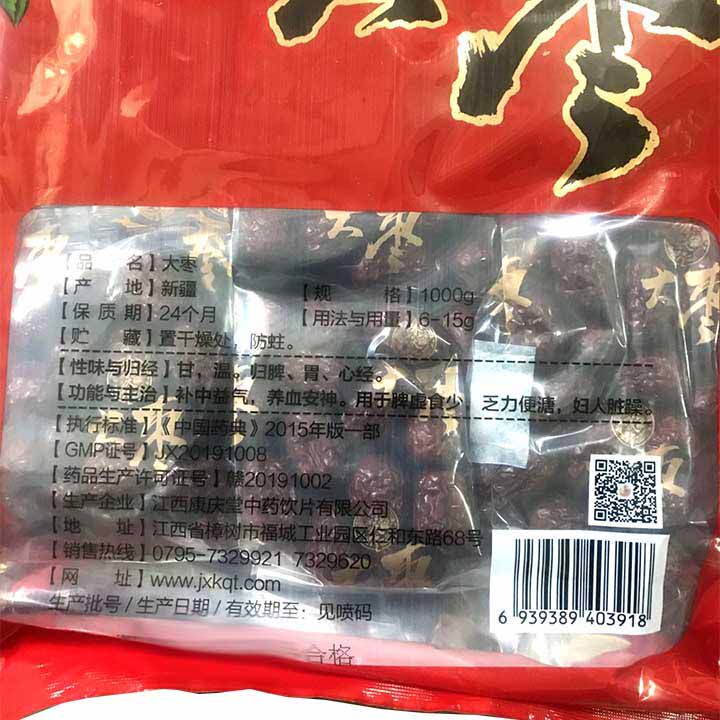 大枣
大枣
大枣
【品 名】大枣
【产 地】新疆
【规 格】1000g
【保 质 期】24个月
【用法与用量】6-15g
【贮 藏】置干燥处，防蛀。
【性味与归经】甘，温。归脾、胃、心经。
【功能与主治】补中益气，养血安神。用于脾虚食少，乏力便溏，妇人脏躁。
【执行标准】《中国药典》2015年版一部
【GMP证号】JX20191008
【药品生产许可证号】赣20191002
【生产企业】江西康庆堂中药饮片有限公司
【地 址】江西省樟树市福城工业园区仁和东路68号
【销售热线】0795-7329921 7329620
【网 址】www.jxkqt.com
生产批号/生产日期/有效期至：见喷码
6 939389 403918
合格